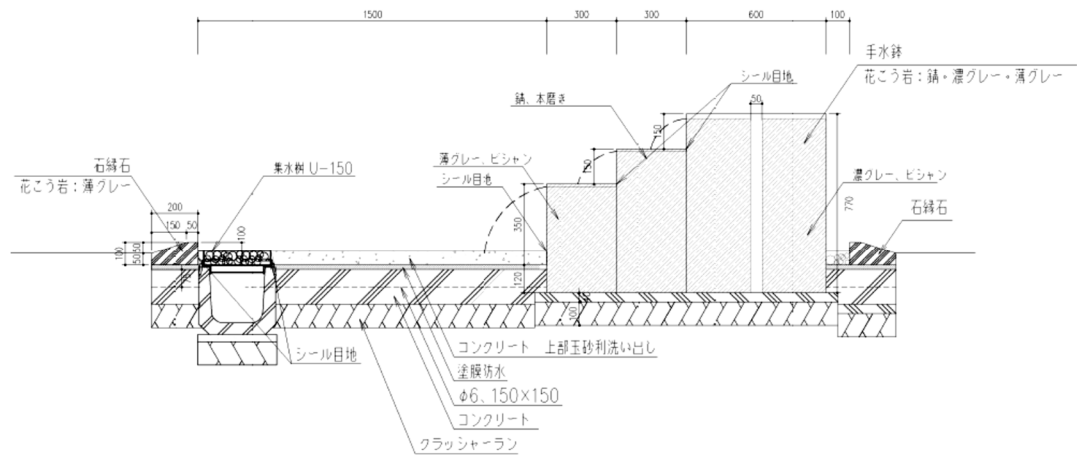 1500
300
300
600
100
手水鉢
花こう岩：錆・濃グレー・薄グレー
シール目地
錆、本磨き
50
150
150
石縁石
花こう岩：薄グレー
集水桝 U-150
薄グレー、ビシャン
シール目地
濃グレー、ビシャン
石縁石
200
150
50
100
100
50
50
350
120
770
100
シール目地
コンクリート 上部玉砂利洗い出し
塗膜防水
φ6、150×150
コンクリート
クラッシャーラン